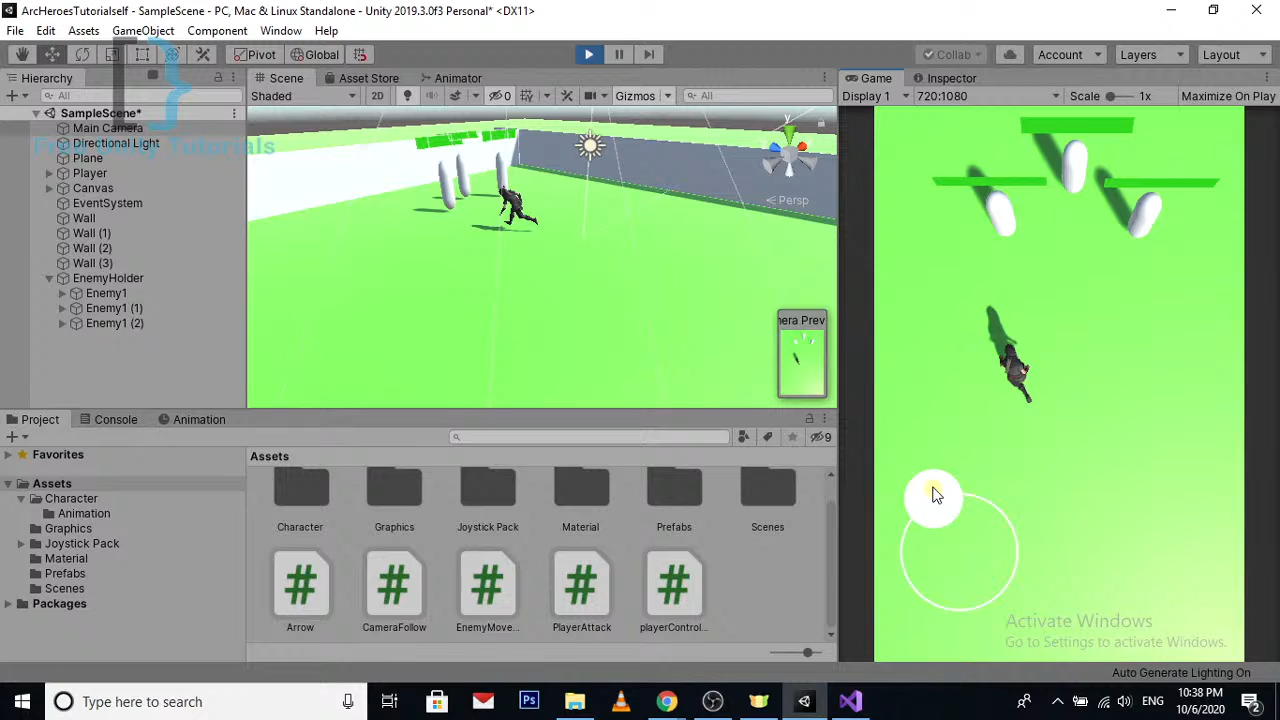 ArcHeroesTutorialself - SampleScene - PC, Mac & Linux Standalone - Unity 2019.3.0f3 Personal* <DX11>
File Edit Assets GameObject Component Window Help
Pivot Global Collab Account Layers Layout
Hierarchy Scene Asset Store Animator Game Inspector
All Shaded 2D 0 Gizmos All Display 1 720:1080 Scale 1x Maximize On Play
SampleScene*
Main Camera
Directional Light
Plane
Player
Canvas
EventSystem
Wall
Wall (1)
Wall (2)
Wall (3)
EnemyHolder
Enemy1
Enemy1 (1)
Enemy1 (2)
y
Persp
Project Console Animation
9
Favorites
Assets
Character
Animation
Graphics
Joystick Pack
Material
Prefabs
Scenes
Packages
Assets
Character Graphics Joystick Pack Material Prefabs Scenes
Arrow CameraFollow EnemyMove... PlayerAttack playerControl...
Activate Windows
Go to Settings to activate Windows.
Auto Generate Lighting On
Type here to search
ENG
10:38 PM
10/6/2020
2